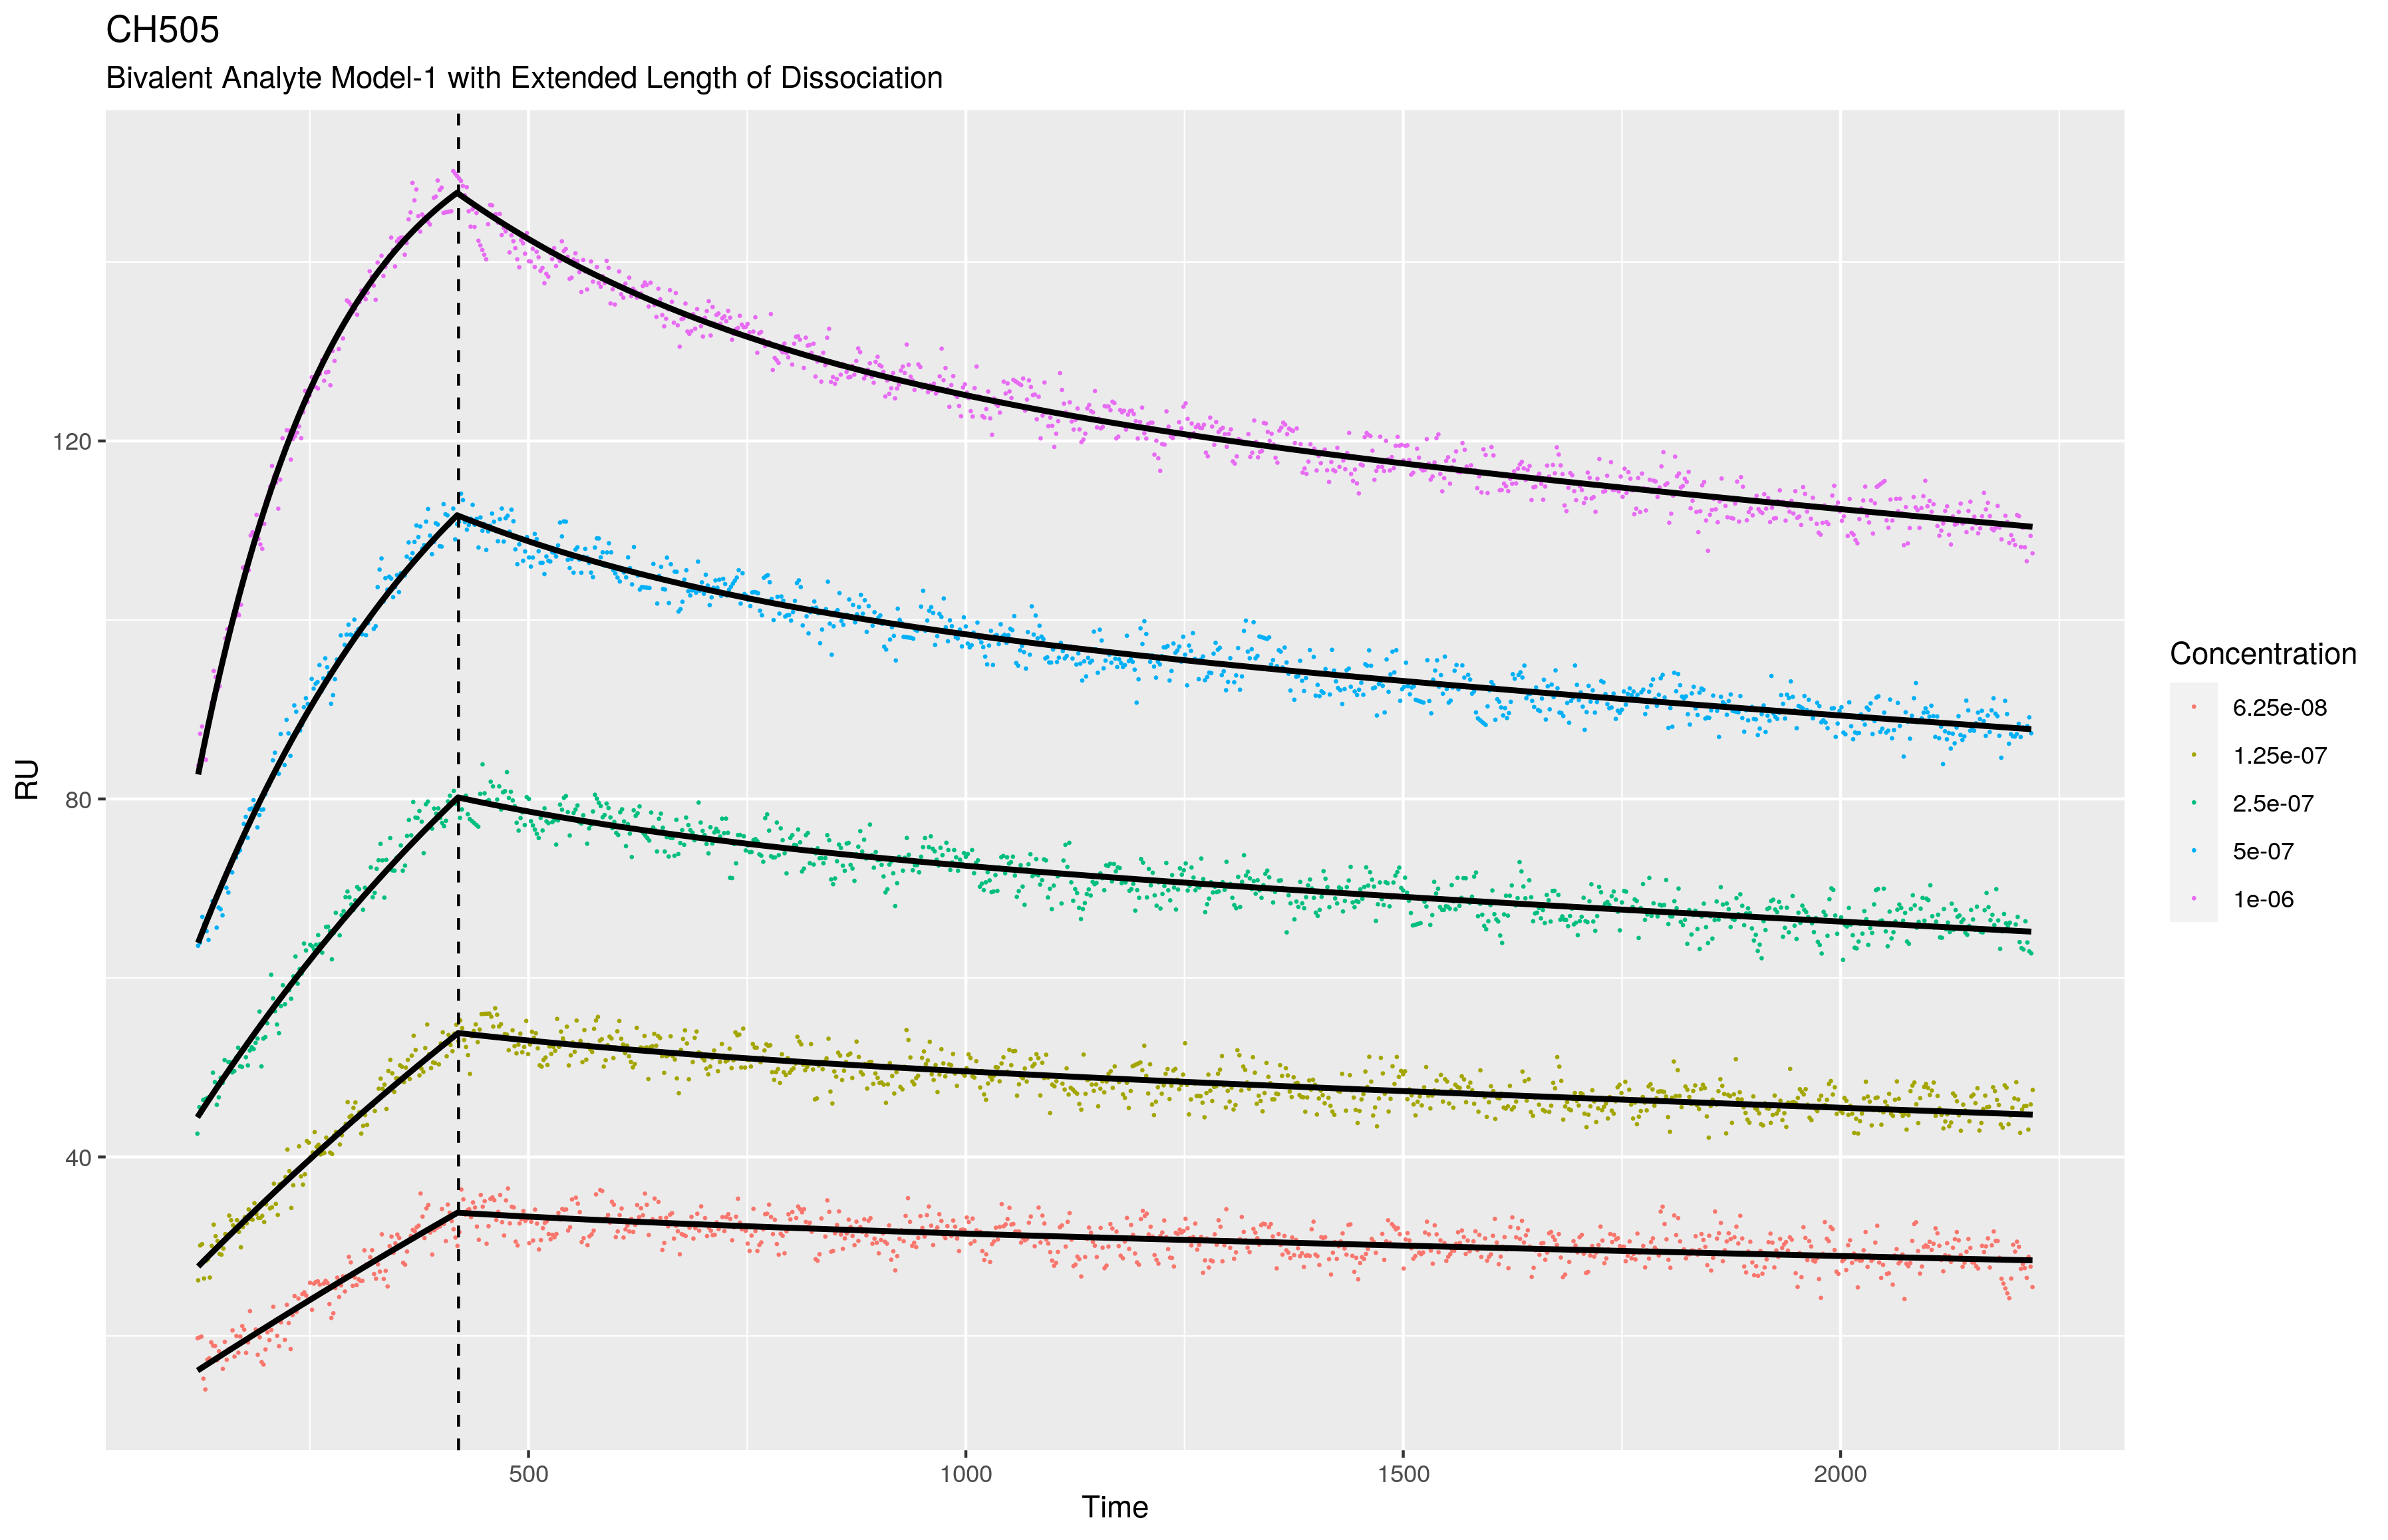 CH505
Bivalent Analyte Model-1 with Extended Length of Dissociation
RU
120
80
40
500 1000 1500 2000
Time
Concentration
6.25e-08
1.25e-07
2.5e-07
5e-07
1e-06